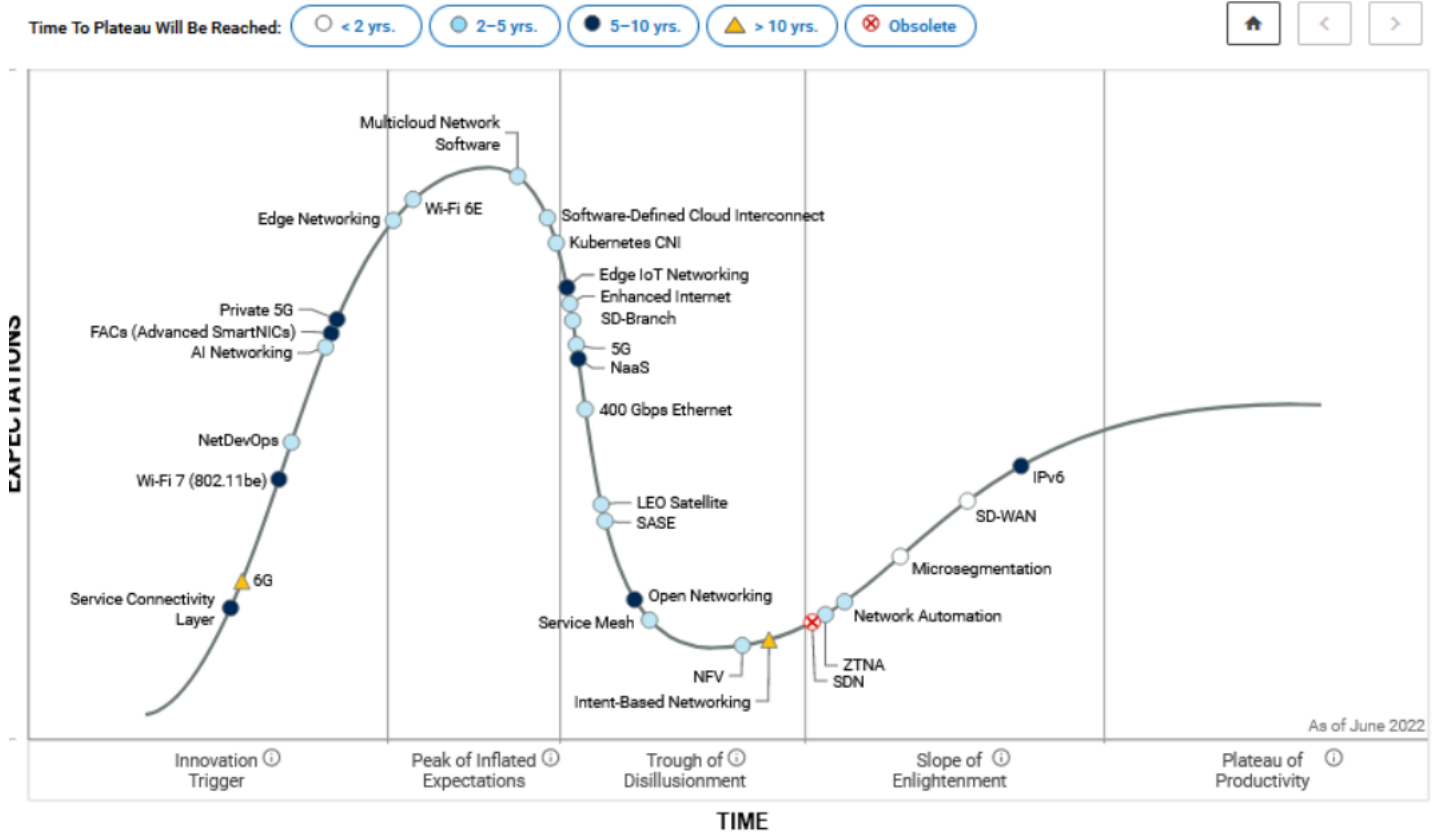 Time To Plateau Will Be Reached: < 2 yrs. 2–5 yrs. 5–10 yrs. > 10 yrs. Obsolete
Multicloud Network
Software
Edge Networking
Wi-Fi 6E
Software-Defined Cloud Interconnect
Kubernetes CNI
Edge IoT Networking
Enhanced Internet
SD-Branch
5G
NaaS
Private 5G
FACs (Advanced SmartNICs)
AI Networking
400 Gbps Ethernet
NetDevOps
Wi-Fi 7 (802.11be)
LEO Satellite
SASE
6G
Service Connectivity
Layer
Open Networking
Service Mesh
NFV
Intent-Based Networking
IPv6
SD-WAN
Microsegmentation
Network Automation
ZTNA
SDN
EXPECTATIONS
As of June 2022
Innovation
Trigger
Peak of Inflated
Expectations
Trough of
Disillusionment
Slope of
Enlightenment
Plateau of
Productivity
TIME